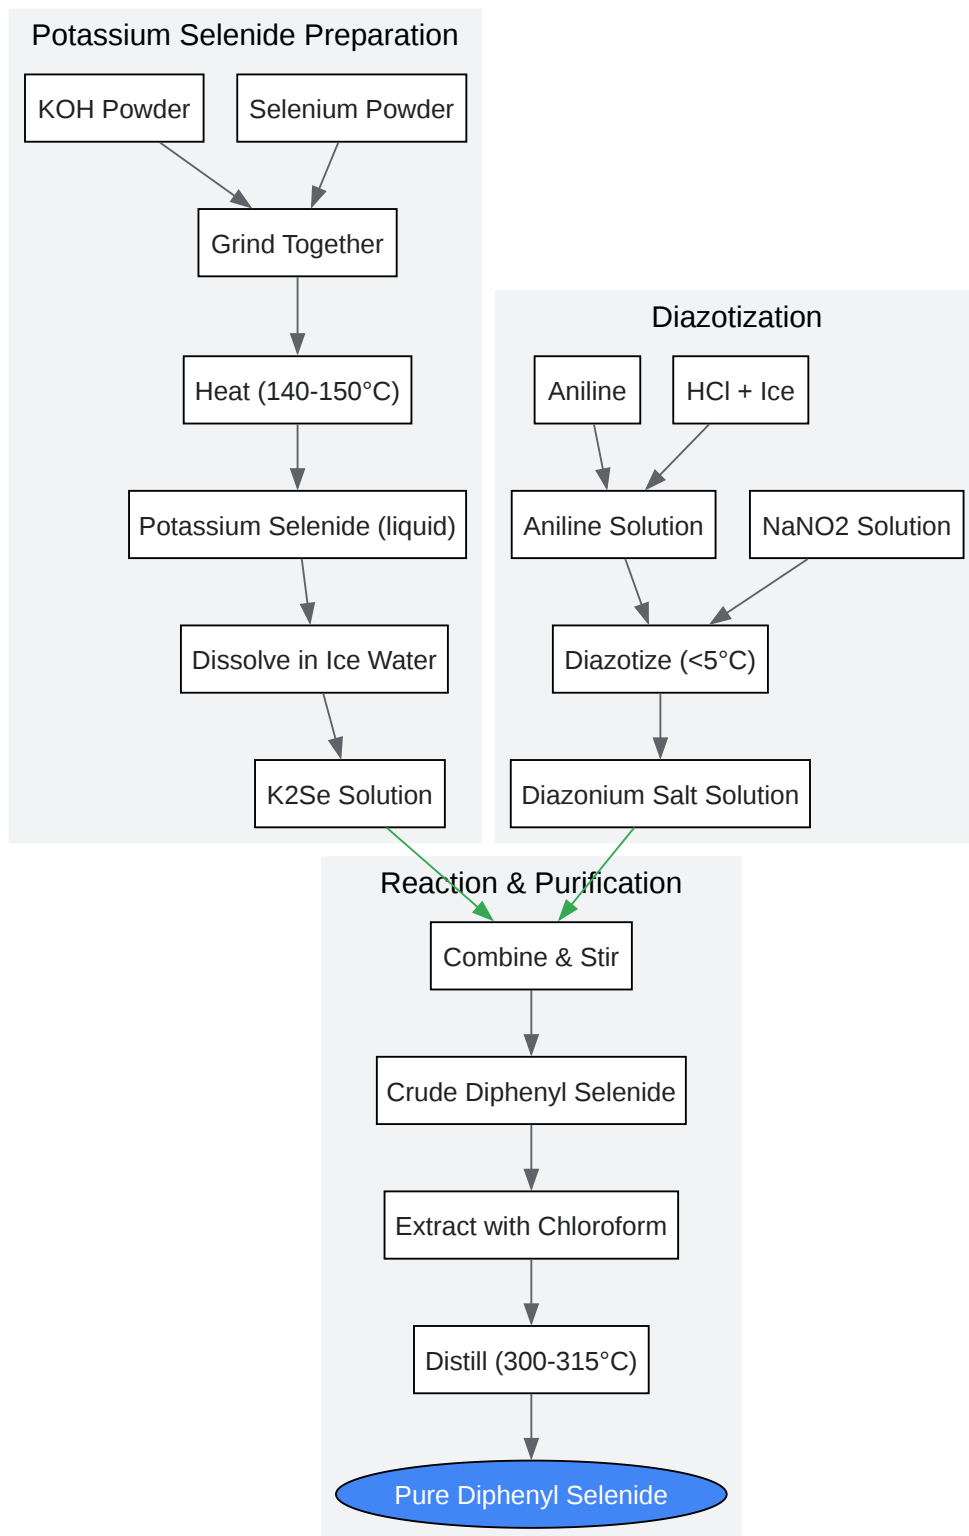 Potassium Selenide Preparation
KOH Powder
Selenium Powder
Grind Together
Heat (140-150°C)
Potassium Selenide (liquid)
Dissolve in Ice Water
K2Se Solution
Diazotization
Aniline
HCl + Ice
Aniline Solution
NaNO2 Solution
Diazotize (<5°C)
Diazonium Salt Solution
Reaction & Purification
Combine & Stir
Crude Diphenyl Selenide
Extract with Chloroform
Distill (300-315°C)
Pure Diphenyl Selenide